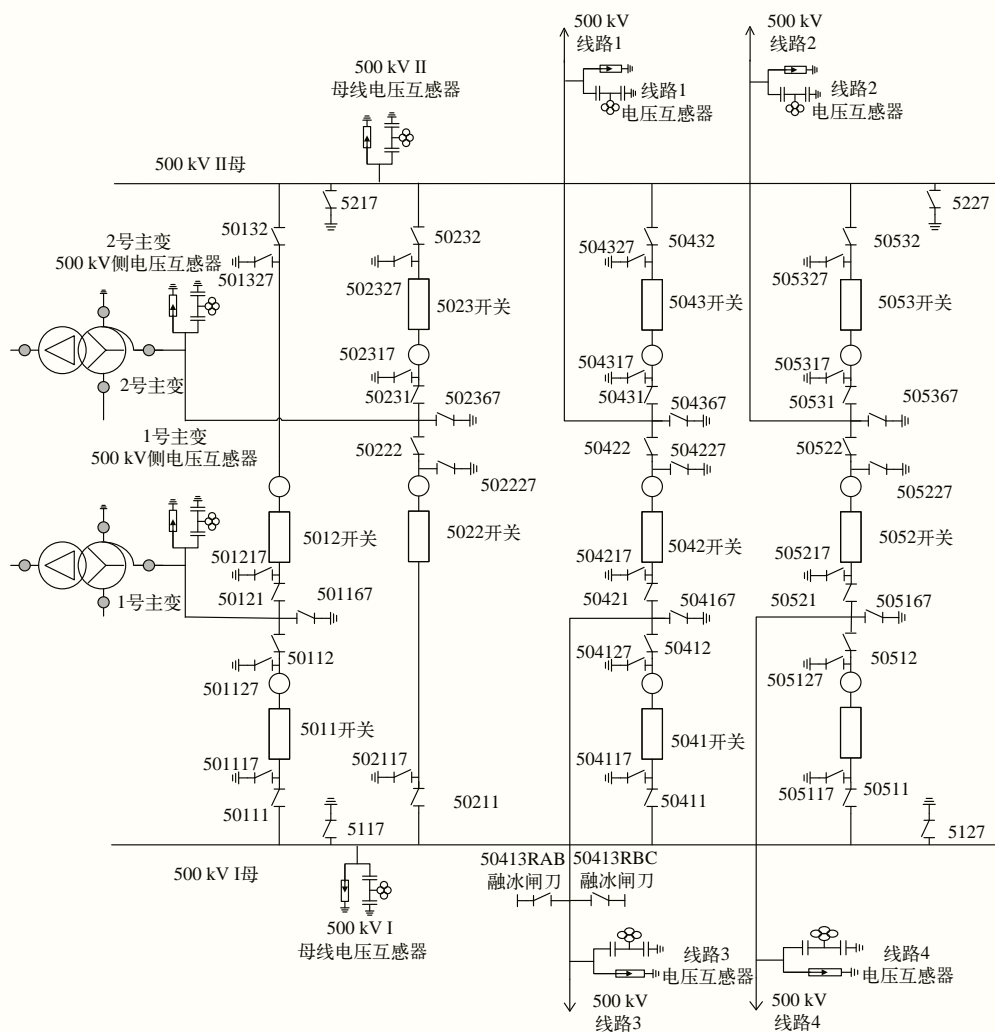 500 kV
线路1
500 kV
线路2
500 kV II
母线电压互感器
线路1
电压互感器
线路2
电压互感器
500 kV II母
5217
5227
50132
50232
504327
50432
505327
50532
2号主变
500 kV侧电压互感器
501327
502327
5023开关
5043开关
5053开关
502317
504317
505317
2号主变
50231
502367
50431
504367
50531
505367
1号主变
500 kV侧电压互感器
50222
50422
504227
50522
502227
505227
5012开关
5022开关
5042开关
5052开关
501217
504217
505217
1号主变
50121
501167
50421
504167
50521
505167
50112
504127
50412
50512
501127
505127
5011开关
5041开关
501117
502117
504117
50111
50211
50411
505117
50511
5117
5127
500 kV I母
50413RAB
融冰闸刀
50413RBC
融冰闸刀
500 kV I
母线电压互感器
线路3
电压互感器
线路4
电压互感器
500 kV
线路3
500 kV
线路4